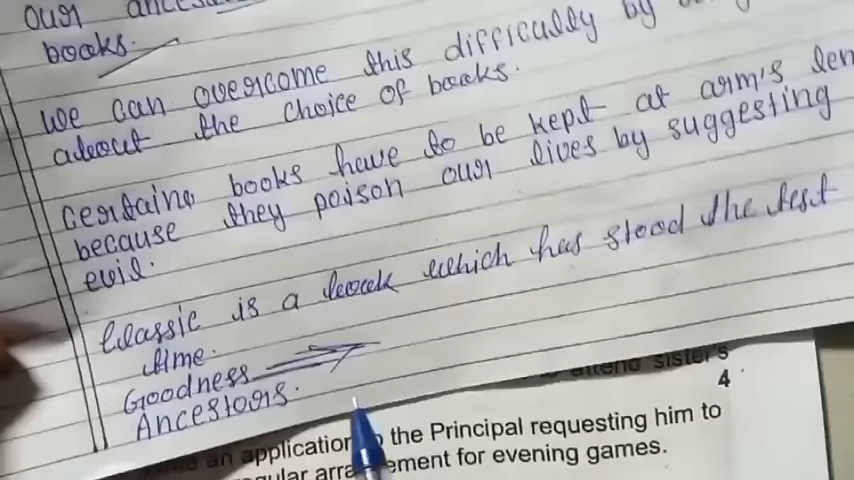 our
books.
We can overcome this difficulty by
about the choice of books.
Certain books have to be kept at arm's
because they poison our lives by suggesting
evil.
Classic is a book which has stood the test
time.
Goodness
Ancestors.
attend sister's
4
an application the Principal requesting him to
for evening games.